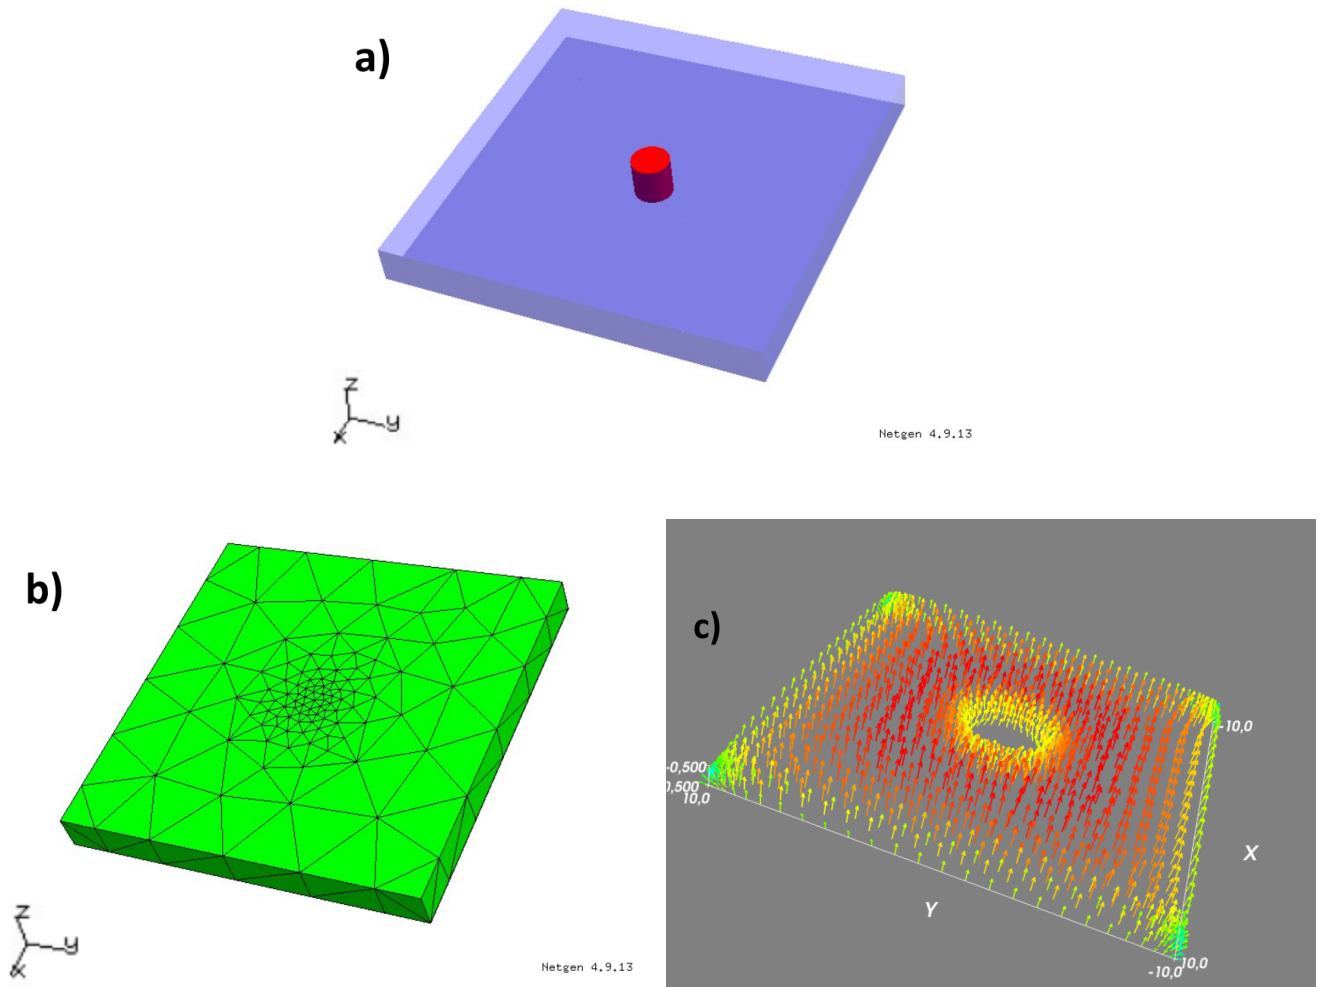 a)
z
y
x
Netgen 4.9.13
b)
z
y
x
Netgen 4.9.13
c)
-10,0
-0,500
0,500
10,0
X
Y
-10,0
10,0